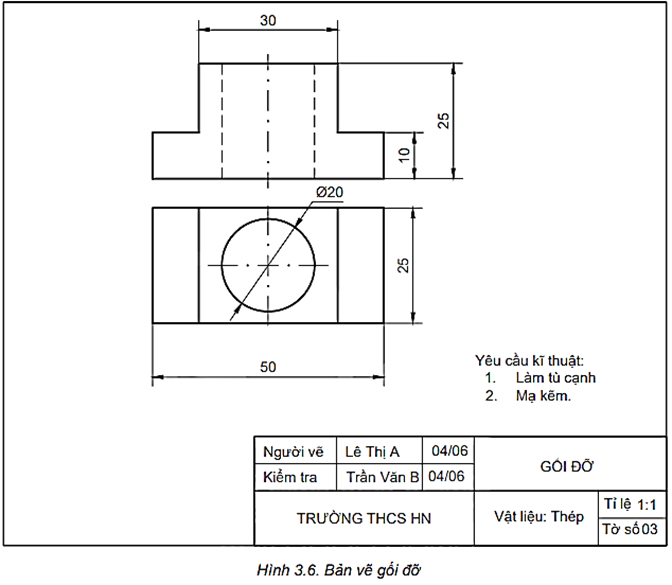 30
25
10
Ø20
25
50
Yêu cầu kĩ thuật:
1. Làm tù cạnh
2. Mạ kẽm.
Người vẽ Lê Thị A 04/06
Kiểm tra Trần Văn B 04/06
GỐI ĐỠ
TRƯỜNG THCS HN
Vật liệu: Thép
Tỉ lệ 1:1
Tờ số 03
Hình 3.6. Bản vẽ gối đỡ